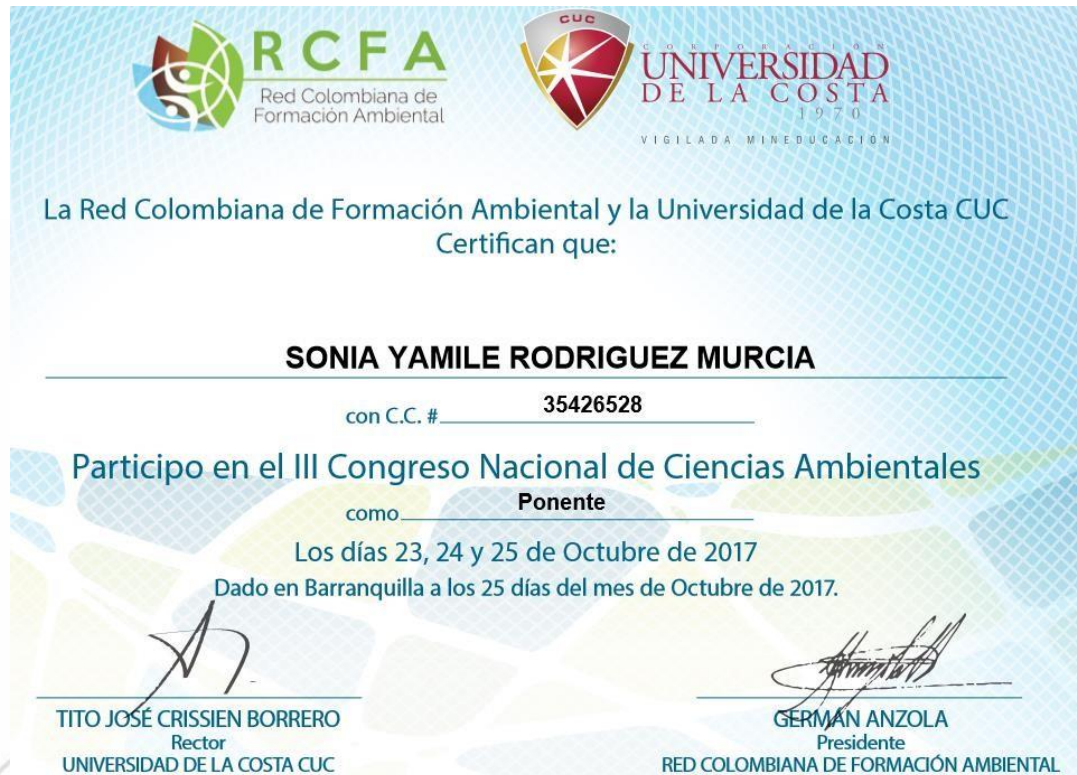 RCFA
Red Colombiana de
Formación Ambiental
CUC
CORPORACIÓN
UNIVERSIDAD
DE LA COSTA
1970
VIGILADA MINEDUCACIÓN
La Red Colombiana de Formación Ambiental y la Universidad de la Costa CUC
Certifican que:
SONIA YAMILE RODRIGUEZ MURCIA
con C.C. # 35426528
Participo en el III Congreso Nacional de Ciencias Ambientales
como Ponente
Los días 23, 24 y 25 de Octubre de 2017
Dado en Barranquilla a los 25 días del mes de Octubre de 2017.
TITO JOSÉ CRISSIEN BORRERO
Rector
UNIVERSIDAD DE LA COSTA CUC
GERMÁN ANZOLA
Presidente
RED COLOMBIANA DE FORMACIÓN AMBIENTAL